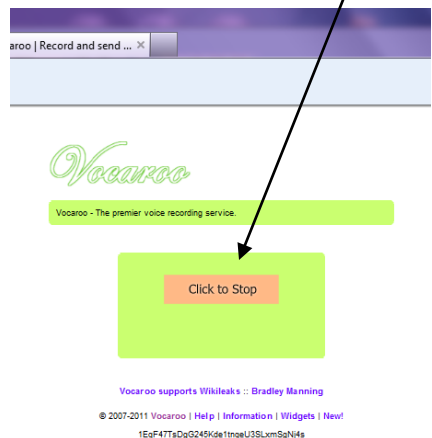 aroo | Record and send ... ×
Vocaroo
Vocaroo - The premier voice recording service.
Click to Stop
Vocaroo supports Wikileaks :: Bradley Manning
© 2007-2011 Vocaroo | Help | Information | Widgets | New!
1EqF47TsDgG245Kde1tngeU3SLxmSgNi4s